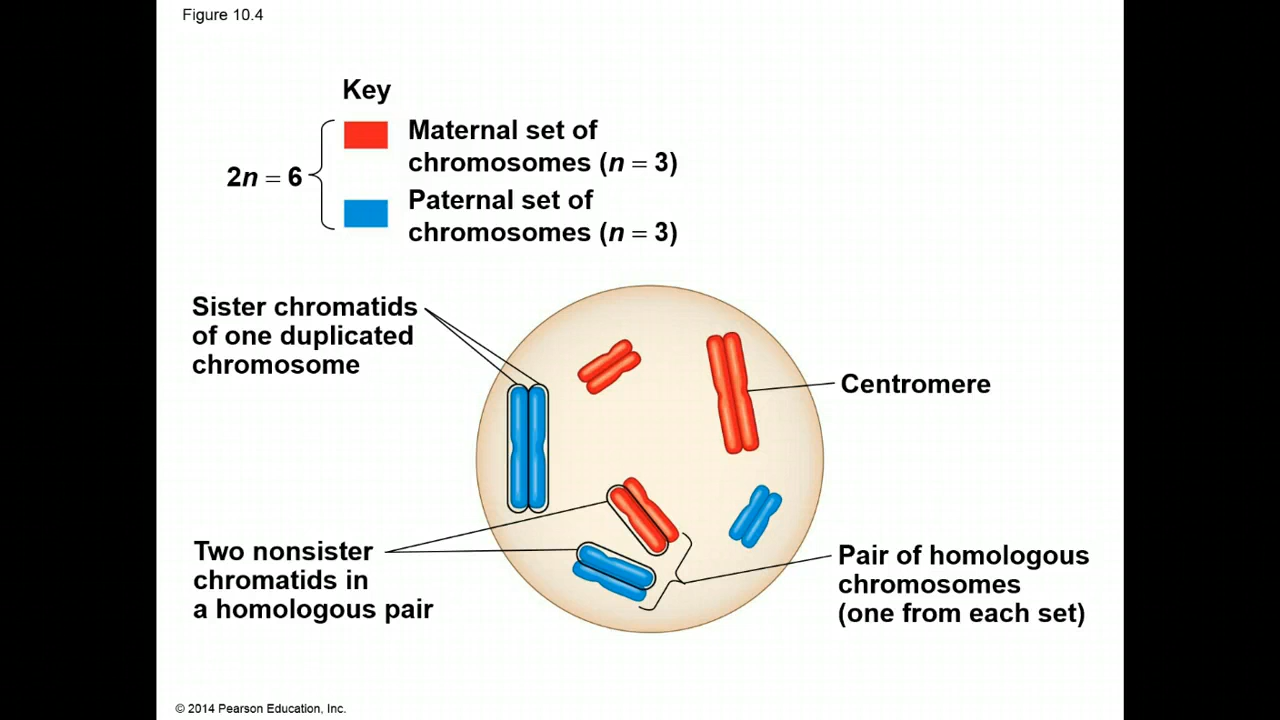 Figure 10.4
Key
2n = 6
Maternal set of
chromosomes (n = 3)
Paternal set of
chromosomes (n = 3)
Sister chromatids
of one duplicated
chromosome
Centromere
Two nonsister
chromatids in
a homologous pair
Pair of homologous
chromosomes
(one from each set)
© 2014 Pearson Education, Inc.